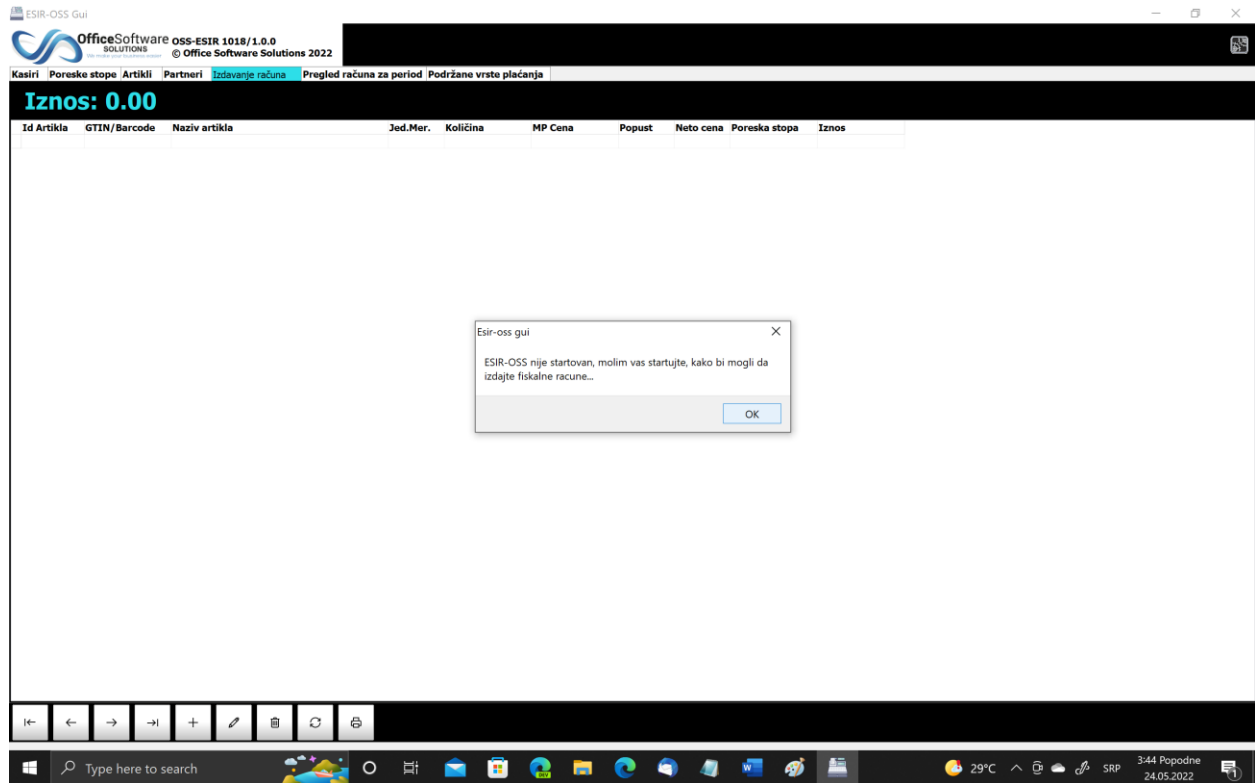 ESIR-OSS Gui
OfficeSoftware
SOLUTIONS
OSS-ESIR 1018/1.0.0
© Office Software Solutions 2022
Kasiri Poreske stope Artikli Partneri Izdavanje računa Pregled računa za period Podržane vrste plaćanja
Iznos: 0.00
Id Artikla GTIN/Barcode Naziv artikla Jed.Mer. Količina MP Cena Popust Neto cena Poreska stopa Iznos
Esir-oss gui
ESIR-OSS nije startovan, molim vas startujte, kako bi mogli da
izdajte fiskalne racune...
OK
Type here to search
DEV
29°C
SRP
3:44 Popodne
24.05.2022